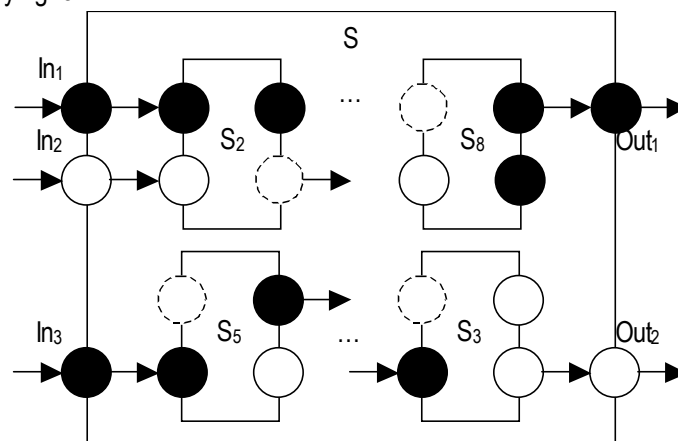 S
In₁
...
In₂
S₂
S₈
Out₁
In₃
S₅
...
S₃
Out₂